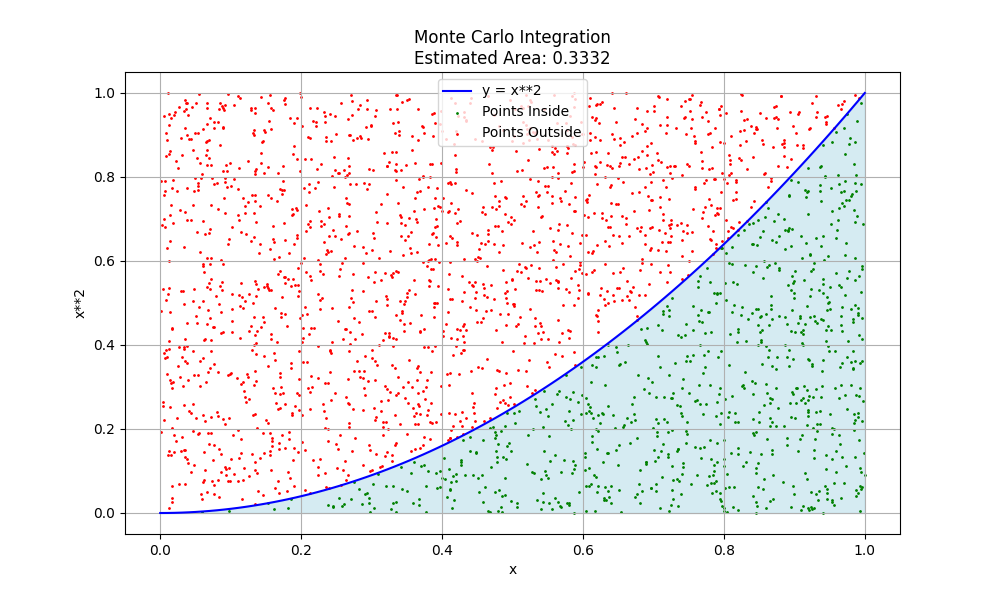 Monte Carlo Integration
Estimated Area: 0.3332
y = x**2
Points Inside
Points Outside
1.0
0.8
0.6
0.4
0.2
0.0
x**2
0.0 0.2 0.4 0.6 0.8 1.0
x